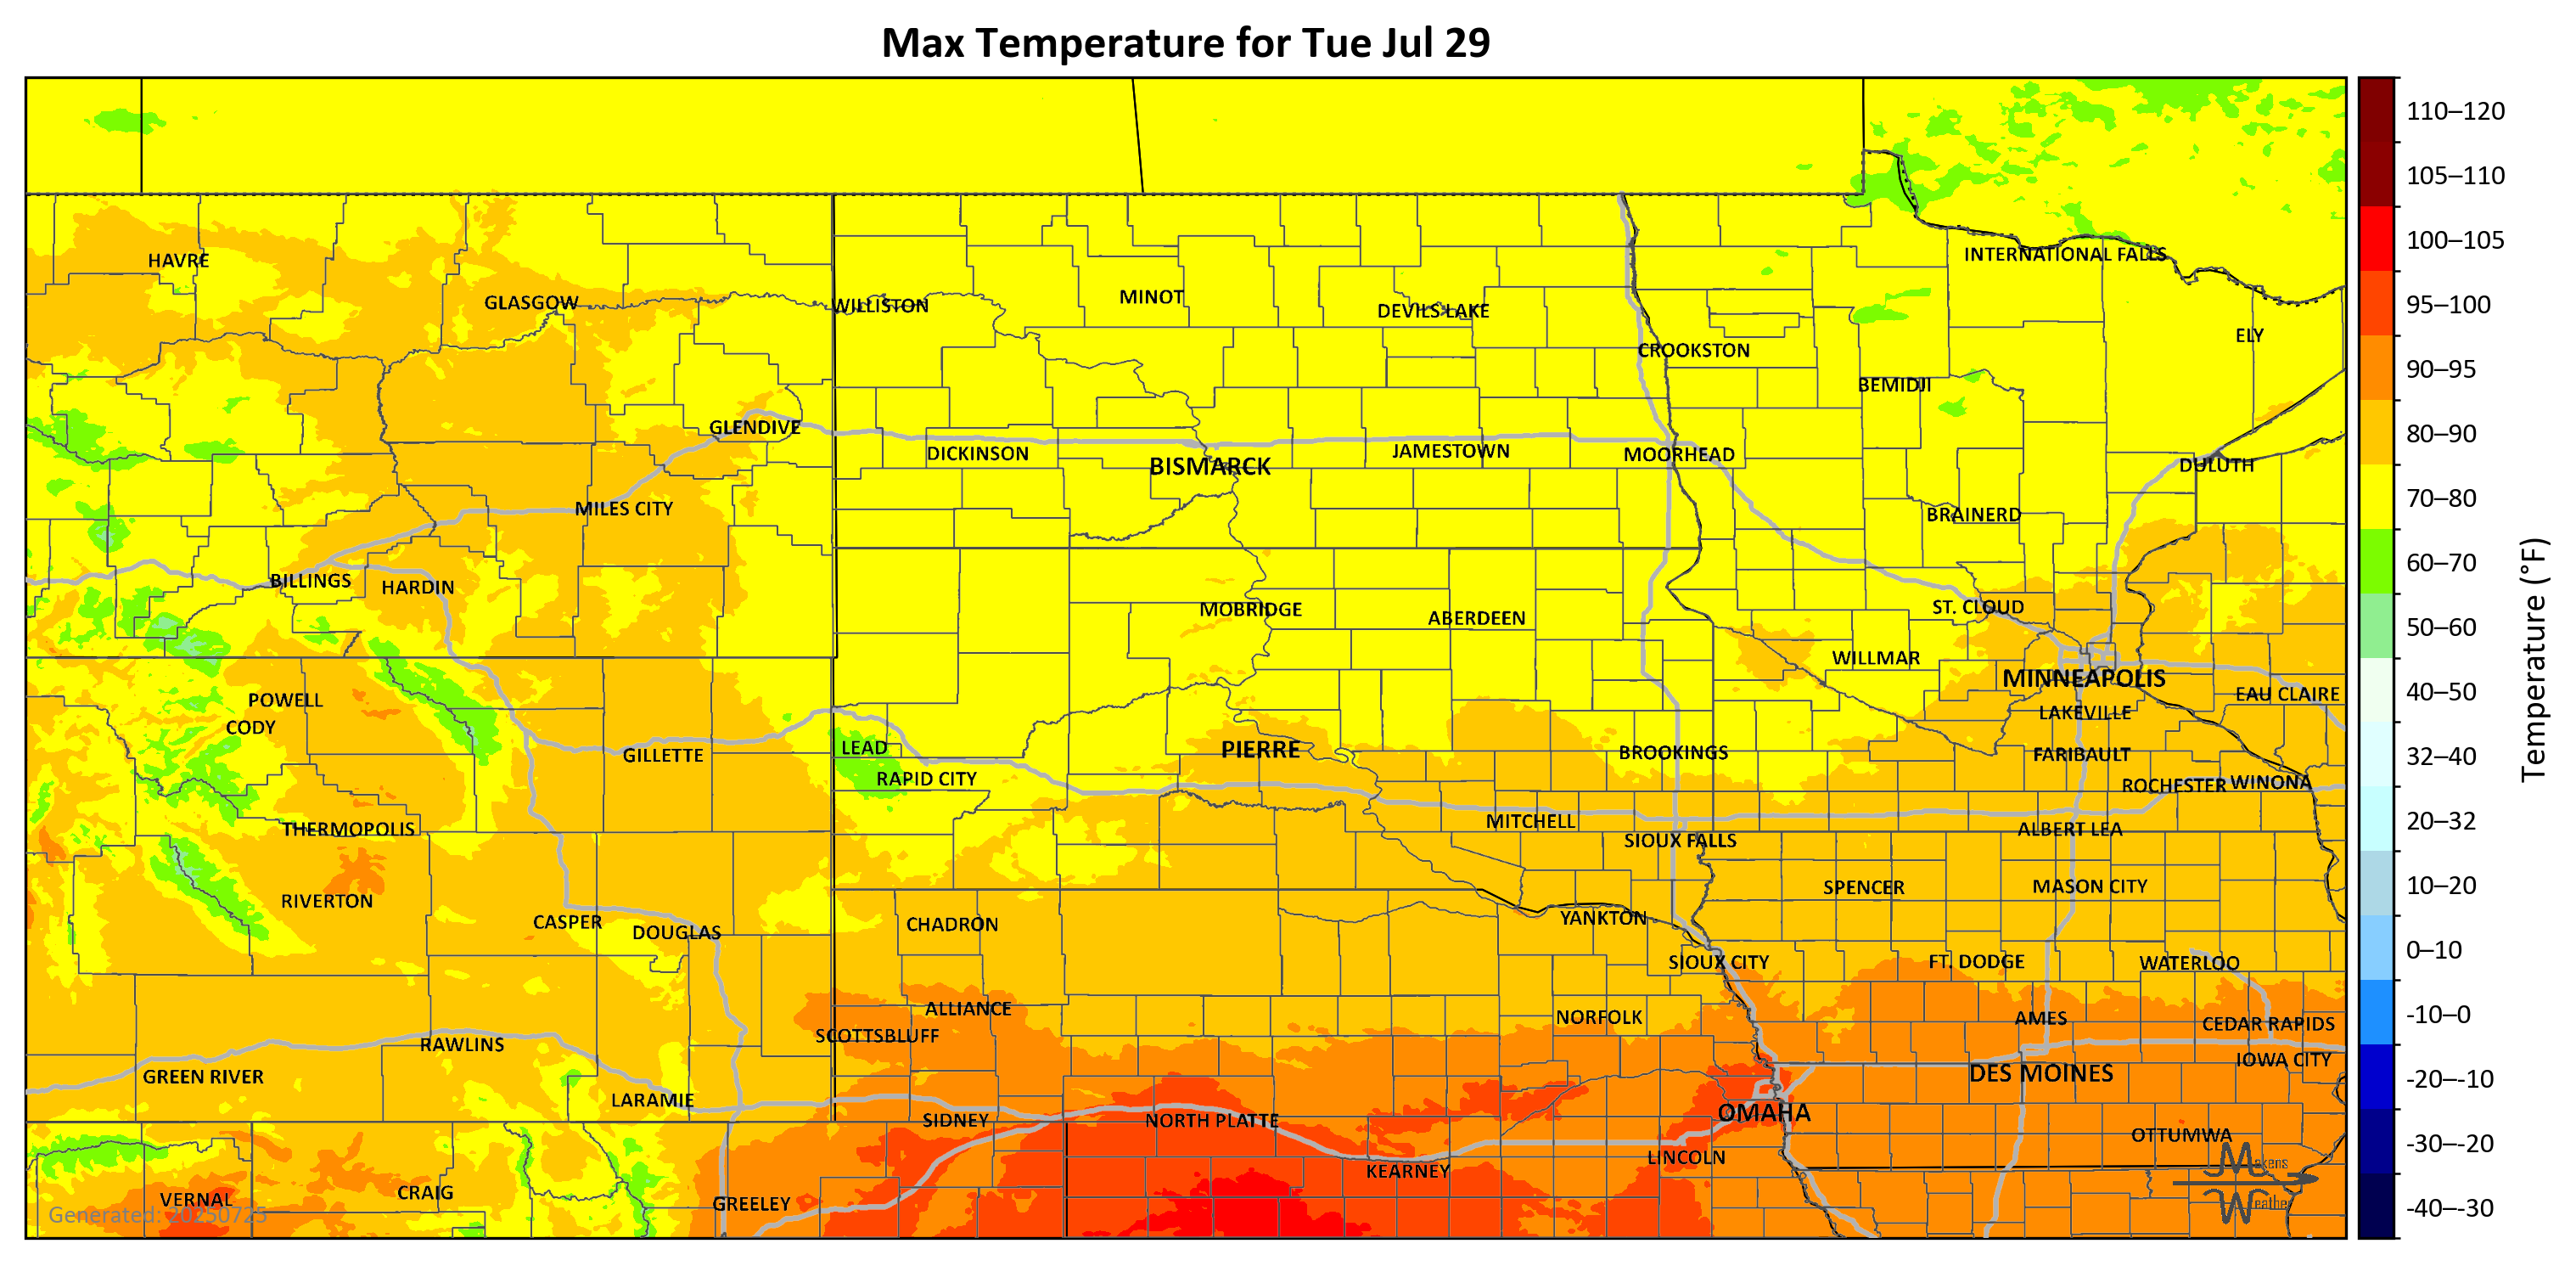 Max Temperature for Tue Jul 29
110–120
105–110
HAVRE
INTERNATIONAL FALLS
100–105
GLASGOW
WILLISTON
MINOT
DEVILS LAKE
95–100
ELY
CROOKSTON
90–95
BEMIDJI
GLENDIVE
80–90
DICKINSON
BISMARCK
JAMESTOWN
MOORHEAD
DULUTH
70–80
MILES CITY
BRAINERD
60–70
BILLINGS
HARDIN
MOBRIDGE
ABERDEEN
ST. CLOUD
50–60
WILLMAR
Temperature (°F)
MINNEAPOLIS
40–50
POWELL
EAU CLAIRE
CODY
LAKEVILLE
LEAD
PIERRE
BROOKINGS
GILLETTE
FARIBAULT
32–40
RAPID CITY
ROCHESTER
WINONA
THERMOPOLIS
MITCHELL
ALBERT LEA
20–32
SIOUX FALLS
SPENCER
MASON CITY
10–20
RIVERTON
CASPER
DOUGLAS
CHADRON
YANKTON
0–10
SIOUX CITY
FT. DODGE
WATERLOO
ALLIANCE
NORFOLK
AMES
CEDAR RAPIDS
-10–0
SCOTTSBLUFF
RAWLINS
IOWA CITY
GREEN RIVER
DES MOINES
-20–-10
LARAMIE
SIDNEY
NORTH PLATTE
OMAHA
OTTUMWA
-30–-20
LINCOLN
Makens
KEARNEY
VERNAL
CRAIG
GREELEY
Weather
-40–-30
Generated: 20250725